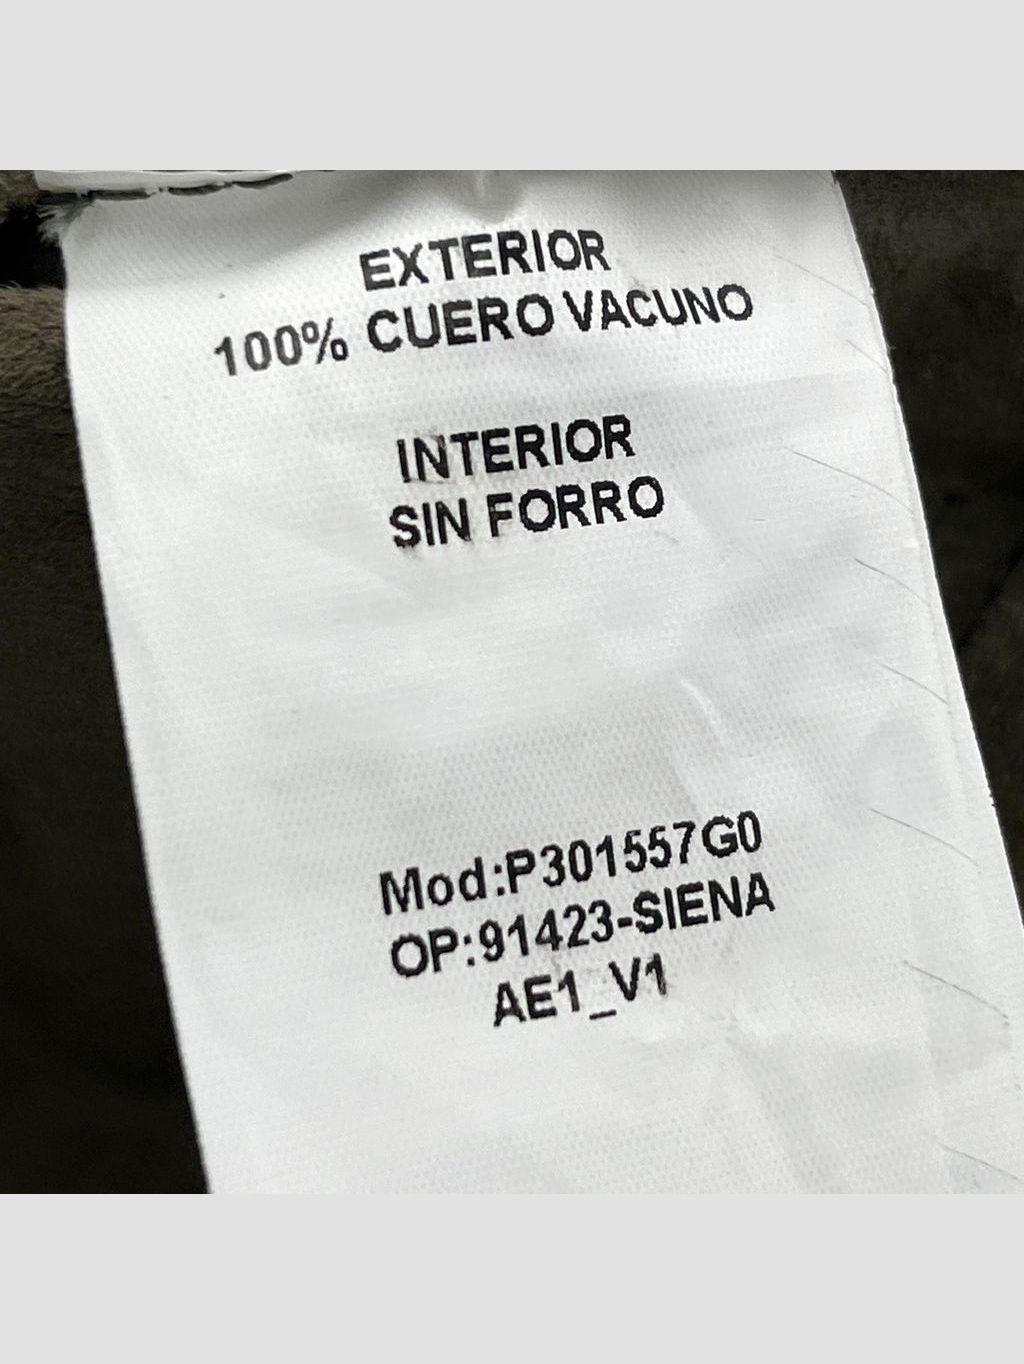 EXTERIOR
100% CUERO VACUNO
INTERIOR
SIN FORRO
Mod:P301557G0
OP:91423-SIENA
AE1_V1